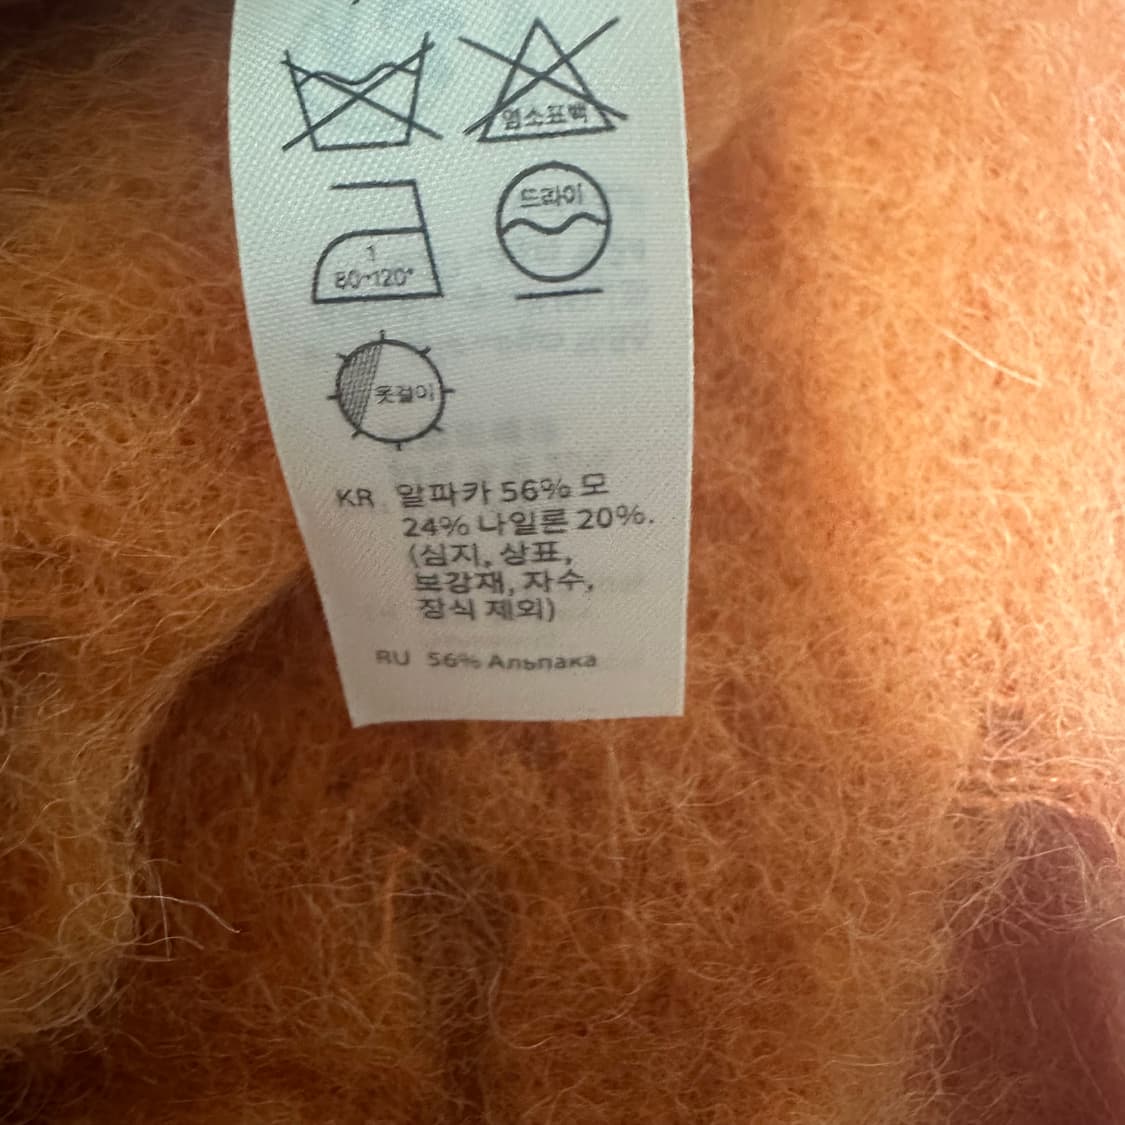 염소표백
드라이
1
80~120°
옷걸이
KR 알파카 56% 모
24% 나일론 20%.
(심지, 상표,
보강재, 자수,
장식 제외)
RU 56% Альпака